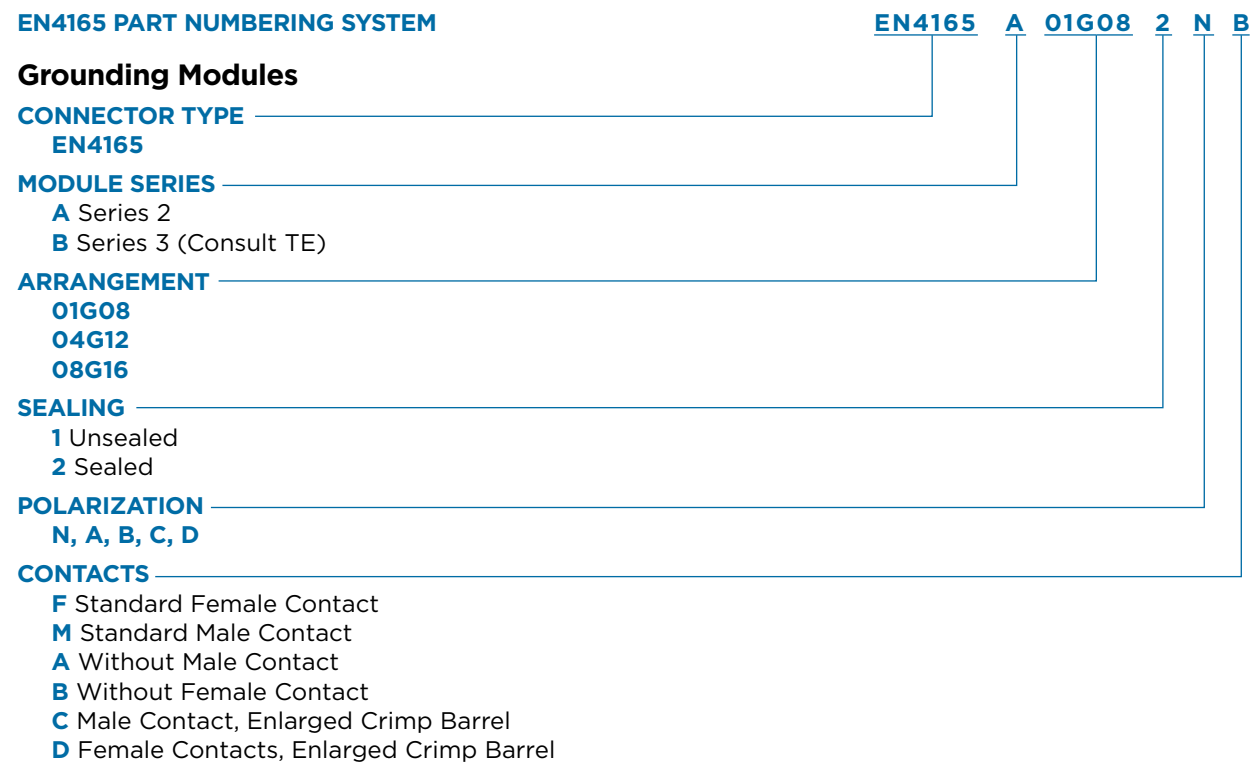 EN4165 PART NUMBERING SYSTEM EN4165 A 01G08 2 N B
Grounding Modules
CONNECTOR TYPE
EN4165
MODULE SERIES
A Series 2
B Series 3 (Consult TE)
ARRANGEMENT
01G08
04G12
08G16
SEALING
1 Unsealed
2 Sealed
POLARIZATION
N, A, B, C, D
CONTACTS
F Standard Female Contact
M Standard Male Contact
A Without Male Contact
B Without Female Contact
C Male Contact, Enlarged Crimp Barrel
D Female Contacts, Enlarged Crimp Barrel